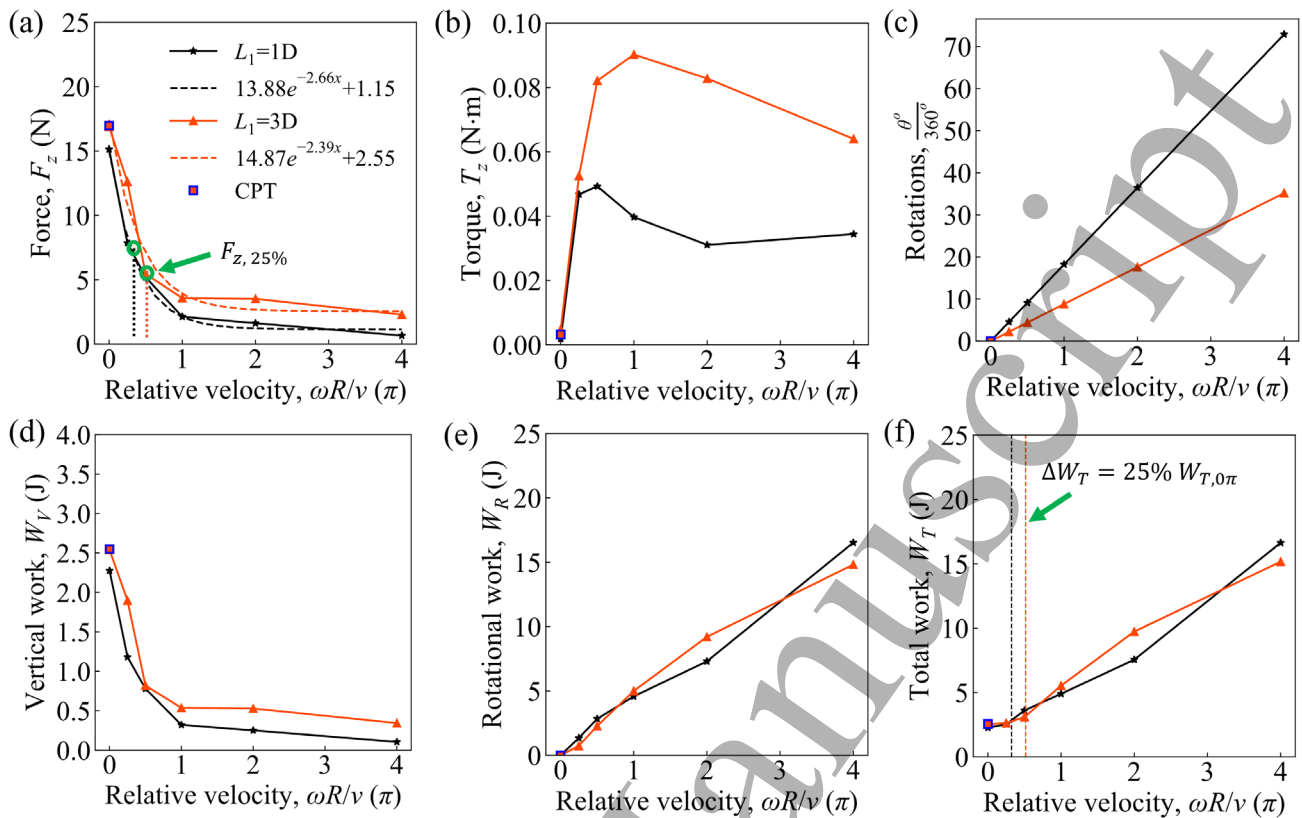 (a)
25
20
15
10
5
0
Force, F_z (N)
L₁=1D
13.88e^{−2.66x}+1.15
L₁=3D
14.87e^{−2.39x}+2.55
CPT
F_{z, 25%}
0 1 2 3 4
Relative velocity, ωR/v (π)
(b)
0.10
0.08
0.06
0.04
0.02
0.00
Torque, T_z (N·m)
0 1 2 3 4
Relative velocity, ωR/v (π)
(c)
70
60
50
40
30
20
10
0
Rotations, θ°/360°
0 1 2 3 4
Relative velocity, ωR/v (π)
(d)
4.0
3.5
3.0
2.5
2.0
1.5
1.0
0.5
0.0
Vertical work, W_V (J)
0 1 2 3 4
Relative velocity, ωR/v (π)
(e)
25
20
15
10
5
0
Rotational work, W_R (J)
0 1 2 3 4
Relative velocity, ωR/v (π)
(f)
25
20
15
10
5
0
Total work, W_T (J)
ΔW_T = 25% W_{T,0π}
0 1 2 3 4
Relative velocity, ωR/v (π)
anuscript